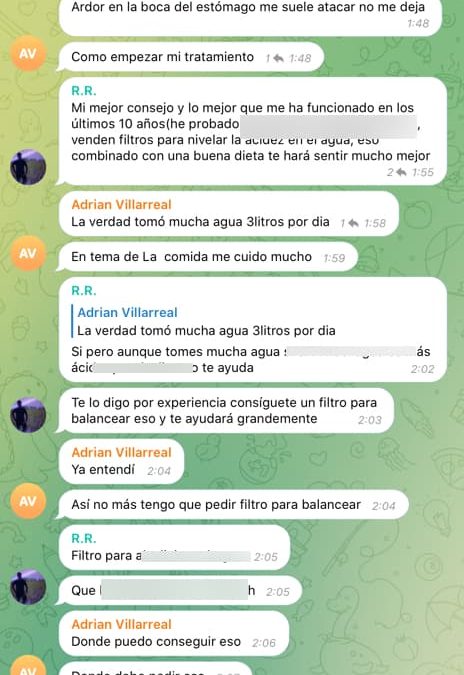 Ardor en la boca del estómago me suele atacar no me deja
1:48
AV
Como empezar mi tratamiento 1 1:48
R.R.
Mi mejor consejo y lo mejor que me ha funcionado en los
últimos 10 años(he probado
venden filtros para nivelar la acidez en el agua, eso
combinado con una buena dieta te hará sentir mucho mejor
2 1:55
Adrian Villarreal
La verdad tomó mucha agua 3litros por dia 1 1:58
AV
En tema de La comida me cuido mucho 1:59
R.R.
Adrian Villarreal
La verdad tomó mucha agua 3litros por dia
Si pero aunque tomes mucha agua
te ayuda 2:02
Te lo digo por experiencia consíguete un filtro para
balancear eso y te ayudará grandemente 2:03
Adrian Villarreal
Ya entendí 2:04
AV
Así no más tengo que pedir filtro para balancear 2:04
R.R.
Filtro para 2:05
Que 2:05
Adrian Villarreal
Donde puedo conseguir eso 2:06
AV